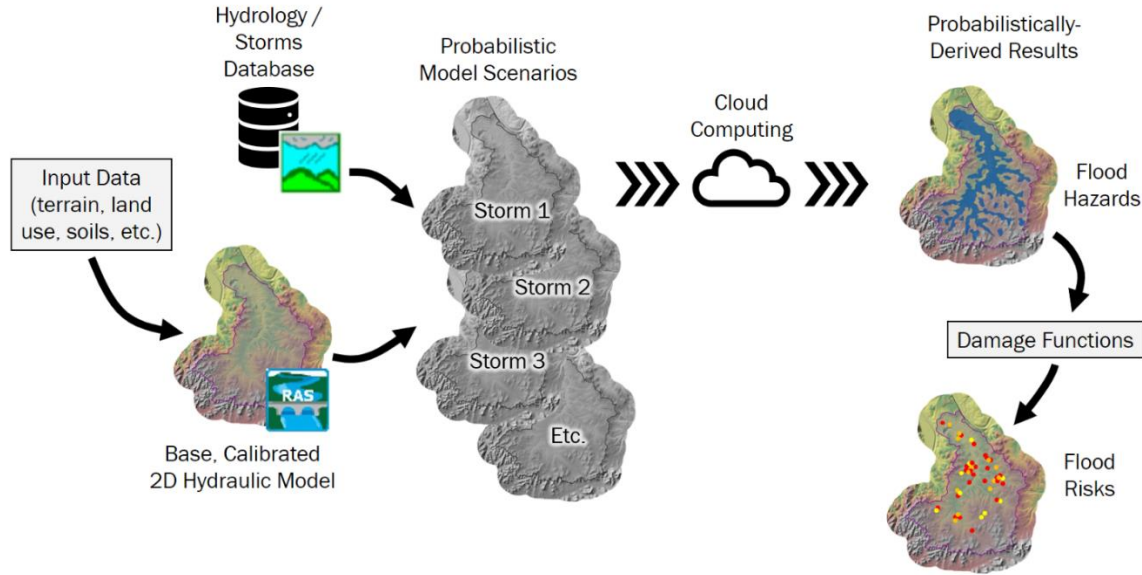 Hydrology /
Storms
Database
Input Data
(terrain, land
use, soils, etc.)
RAS
Base, Calibrated
2D Hydraulic Model
Probabilistic
Model Scenarios
Storm 1
Storm 2
Storm 3
Etc.
Cloud
Computing
Probabilistically-
Derived Results
Flood
Hazards
Damage Functions
Flood
Risks